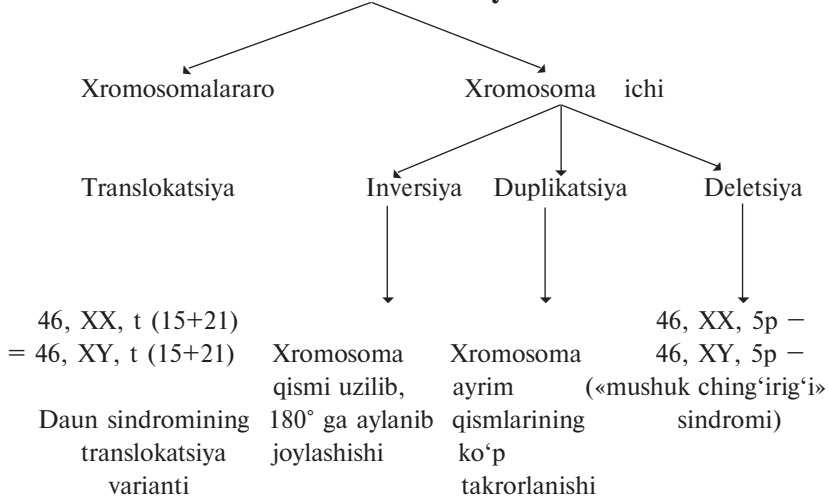 Xromosomalararo Xromosoma ichi
Translokatsiya Inversiya Duplikatsiya Deletsiya
46, XX, t (15+21) 46, XX, 5p −
= 46, XY, t (15+21) Xromosoma Xromosoma 46, XY, 5p −
qismi uzilib, ayrim («mushuk ching‘irig‘i»
Daun sindromining 180° ga aylanib qismlarining sindromi)
translokatsiya joylashishi ko‘p
varianti takrorlanishi